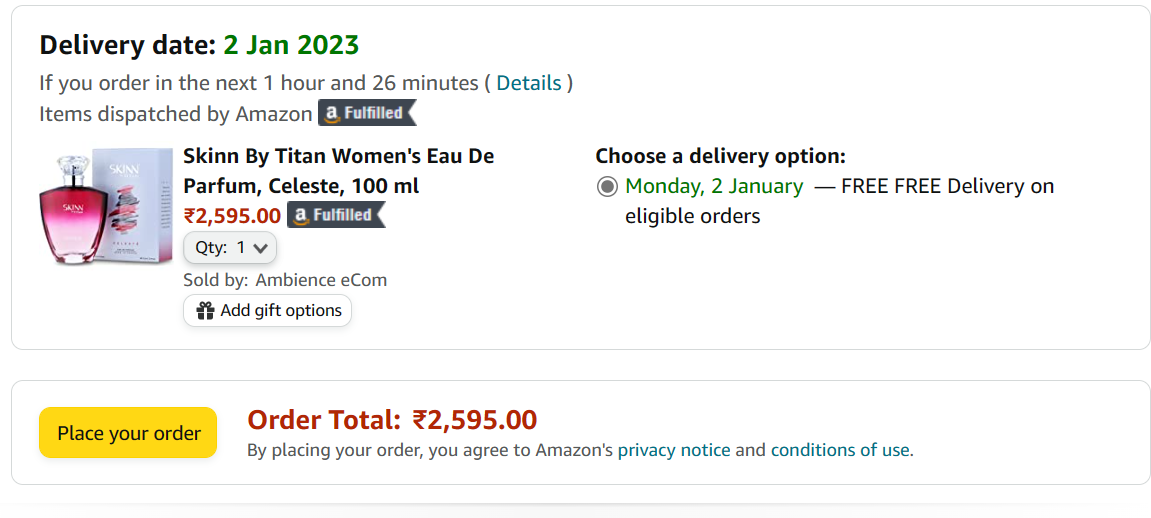 Delivery date: 2 Jan 2023
If you order in the next 1 hour and 26 minutes ( Details )
Items dispatched by Amazon a Fulfilled
SKINN
SKINN
Skinn By Titan Women's Eau De
Parfum, Celeste, 100 ml
₹2,595.00 a Fulfilled
Qty: 1
Sold by: Ambience eCom
Add gift options
Choose a delivery option:
Monday, 2 January — FREE FREE Delivery on
eligible orders
Place your order
Order Total: ₹2,595.00
By placing your order, you agree to Amazon's privacy notice and conditions of use.